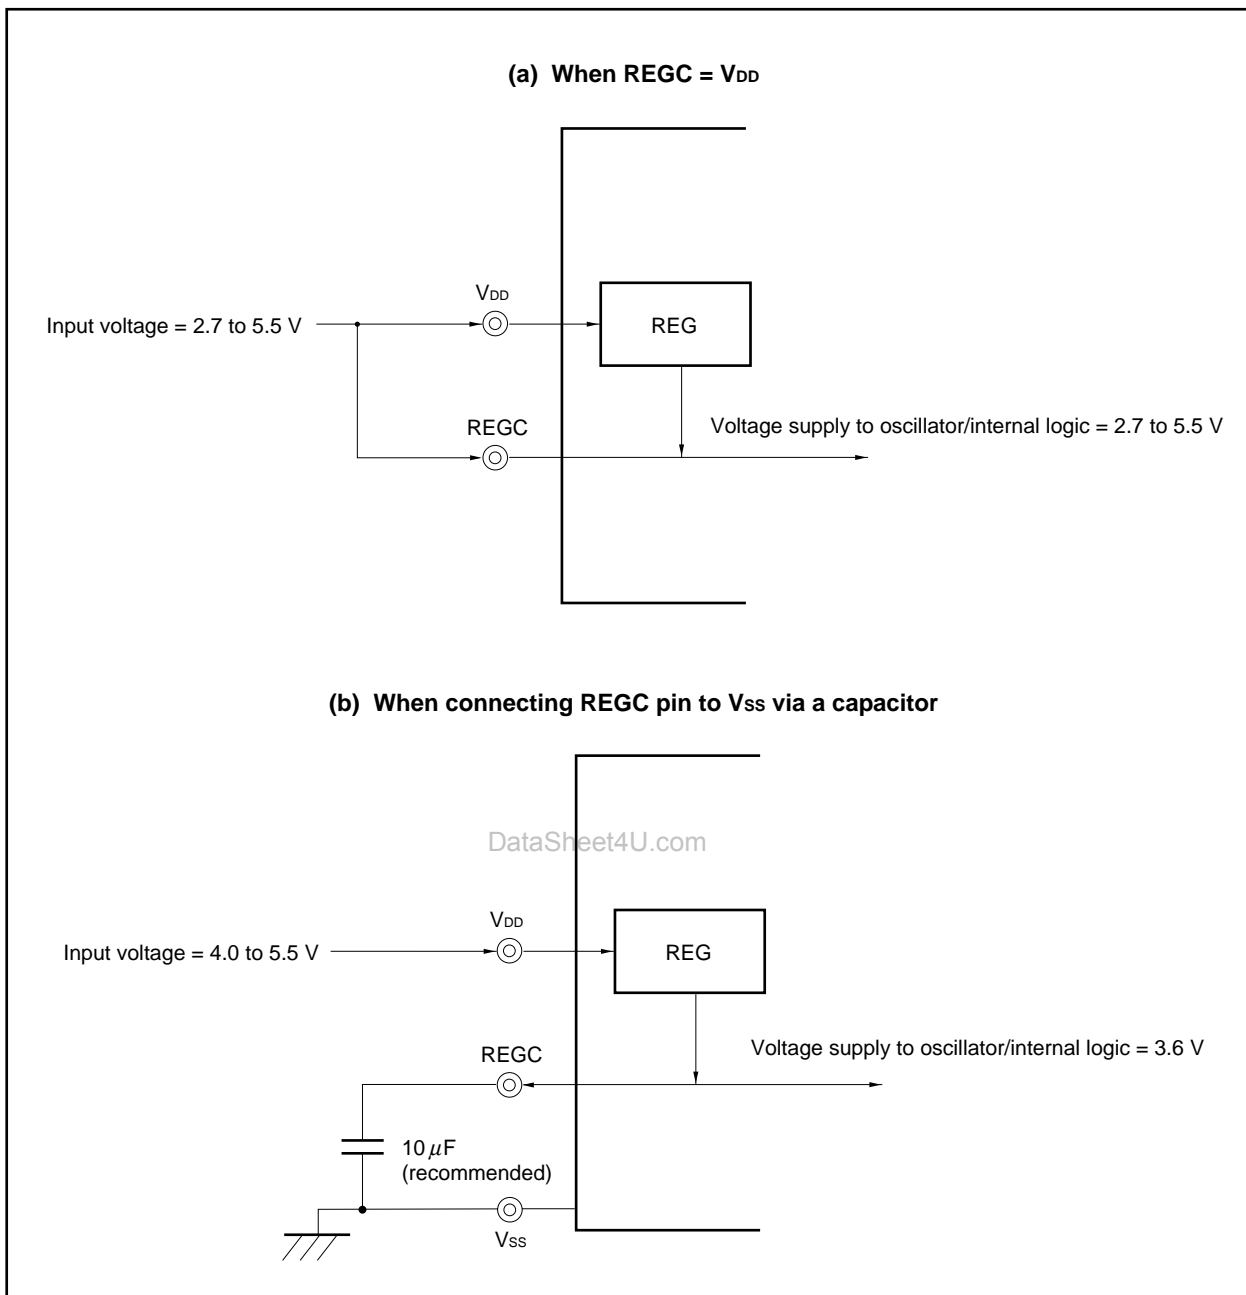 (a) When REGC = VDD
VDD
Input voltage = 2.7 to 5.5 V
REG
REGC
Voltage supply to oscillator/internal logic = 2.7 to 5.5 V
(b) When connecting REGC pin to VSS via a capacitor
DataSheet4U.com
VDD
Input voltage = 4.0 to 5.5 V
REG
REGC
Voltage supply to oscillator/internal logic = 3.6 V
10 μF
(recommended)
VSS